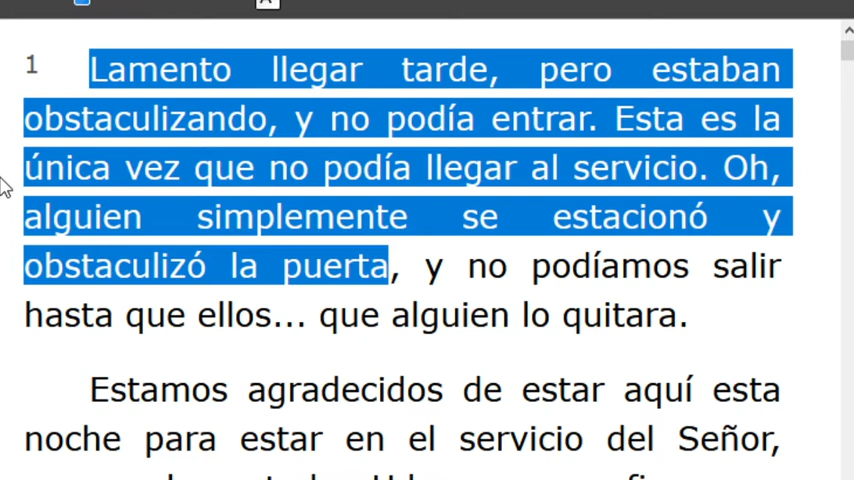 1 Lamento llegar tarde, pero estaban
obstaculizando, y no podía entrar. Esta es la
única vez que no podía llegar al servicio. Oh,
alguien simplemente se estacionó y
obstaculizó la puerta, y no podíamos salir
hasta que ellos... que alguien lo quitara.
Estamos agradecidos de estar aquí esta
noche para estar en el servicio del Señor,